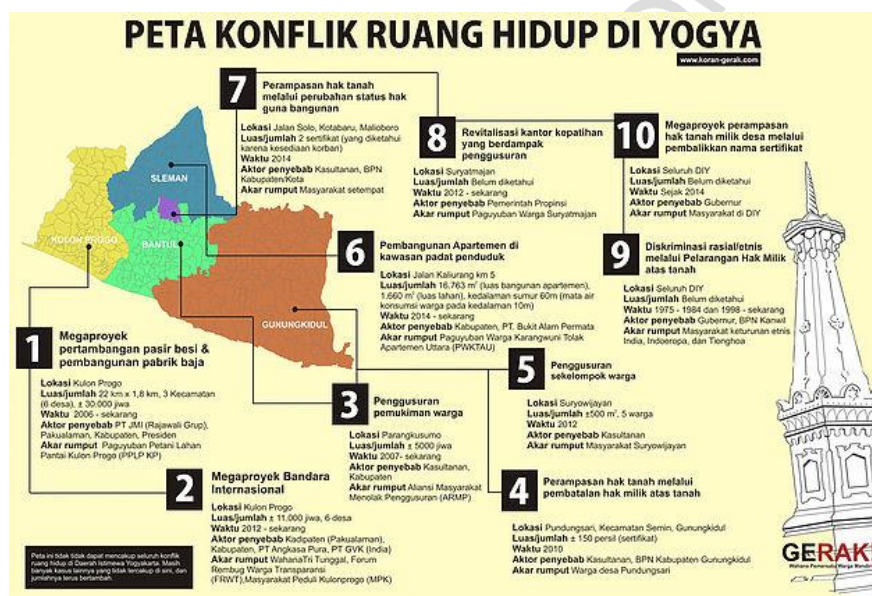 PETA KONFLIK RUANG HIDUP DI YOGYA
www.koran-gerak.com
SLEMAN
KULON PROGO
BANTUL
GUNUNGKIDUL
1
Megaproyek
pertambangan pasir besi &
pembangunan pabrik baja
Lokasi Kulon Progo
Luas/jumlah 22 km x 1,8 km, 3 Kecamatan
(6 desa), ± 30.000 jiwa
Waktu 2006 - sekarang
Aktor penyebab PT JMI (Rajawali Grup),
Pakualaman, Kabupaten, Presiden
Akar rumput Paguyuban Petani Lahan
Pantai Kulon Progo (PPLP KP)
2
Megaproyek Bandara
Internasional
Lokasi Kulon Progo
Luas/jumlah ± 11.000 jiwa, 6 desa
Waktu 2012 - sekarang
Aktor penyebab Kadipaten (Pakualaman),
Kabupaten, PT Angkasa Pura, PT GVK (India)
Akar rumput WahanaTri Tunggal, Forum
Rembug Warga Transparansi
(FRWT),Masyarakat Peduli Kulonprogo (MPK)
3
Penggusuran
pemukiman warga
Lokasi Parangkusumo
Luas/jumlah ± 5000 jiwa
Waktu 2007- sekarang
Aktor penyebab Kasultanan,
Kabupaten
Akar rumput Aliansi Masyarakat
Menolak Penggusuran (ARMP)
4
Perampasan hak tanah melalui
pembatalan hak milik atas tanah
Lokasi Pundungsari, Kecamatan Semin, Gunungkidul
Luas/jumlah ± 150 persil (sertifikat)
Waktu 2010
Aktor penyebab Kasultanan, BPN Kabupaten Gunungkidul
Akar rumput Warga desa Pundungsari
5
Penggusuran
sekelompok warga
Lokasi Suryowijayan
Luas/jumlah ±500 m², 5 warga
Waktu 2012
Aktor penyebab Kasultanan
Akar rumput Masyarakat Suryowijayan
6
Pembangunan Apartemen di
kawasan padat penduduk
Lokasi Jalan Kaliurang km 5
Luas/jumlah 16.763 m² (luas bangunan apartemen),
1.660 m² (luas lahan), kedalaman sumur 60m (mata air
konsumsi warga pada kedalaman 10m)
Waktu 2014 - sekarang
Aktor penyebab Kabupaten, PT. Bukit Alam Permata
Akar rumput Paguyuban Warga Karangwuni Tolak
Apartemen Uttara (PWKTAU)
7
Perampasan hak tanah
melalui perubahan status hak
guna bangunan
Lokasi Jalan Solo, Kotabaru, Malioboro
Luas/jumlah 2 sertifikat (yang diketahui
karena kesediaan korban)
Waktu 2014
Aktor penyebab Kasultanan, BPN
Kabupaten/Kota
Akar rumput Masyarakat setempat
8
Revitalisasi kantor kepatihan
yang berdampak
penggusuran
Lokasi Suryatmajan
Luas/jumlah Belum diketahui
Waktu 2012 - sekarang
Aktor penyebab Pemerintah Propinsi
Akar rumput Paguyuban Warga Suryatmajan
10
Megaproyek perampasan
hak tanah milik desa melalui
pembalikkan nama sertifikat
Lokasi Seluruh DIY
Luas/jumlah Belum diketahui
Waktu Sejak 2014
Aktor penyebab Gubernur
Akar rumput Masyarakat di DIY
9
Diskriminasi rasial/etnis
melalui Pelarangan Hak Milik
atas tanah
Lokasi Seluruh DIY
Luas/jumlah Belum diketahui
Waktu 1975 - 1984 dan 1998 - sekarang
Aktor penyebab Gubernur, BPN Kanwil
Akar rumput Masyarakat keturunan etnis
India, Indoeropa, dan Tienghoa
Peta ini tidak tidak dapat mencakup seluruh konflik
ruang hidup di Daerah Istimewa Yogyakarta. Masih
banyak kasus lainnya yang tidak tercakup di sini, dan
jumlahnya terus bertambah.
GERAK
Wahana Pemersatu Warga Mandiri